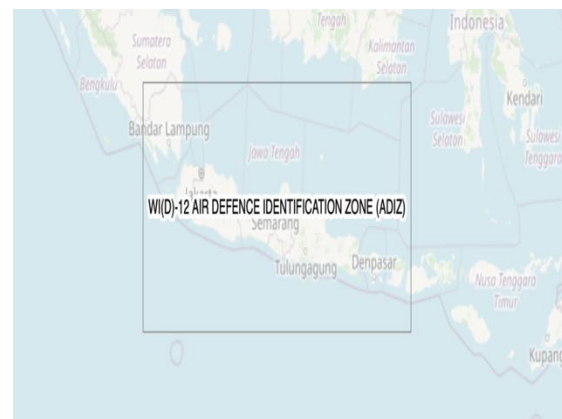 Tengah
Indonesia
Sumatera
Selatan
Kalimantan
Selatan
Bengkulu
Kendari
Sulawesi
Selatan
Bandar Lampung
Sulawesi
Tenggara
Jawa Tengah
Jakarta
WI(D)-12 AIR DEFENCE IDENTIFICATION ZONE (ADIZ)
Semarang
Tulungagung
Denpasar
Nusa Tenggara
Timur
Kupang